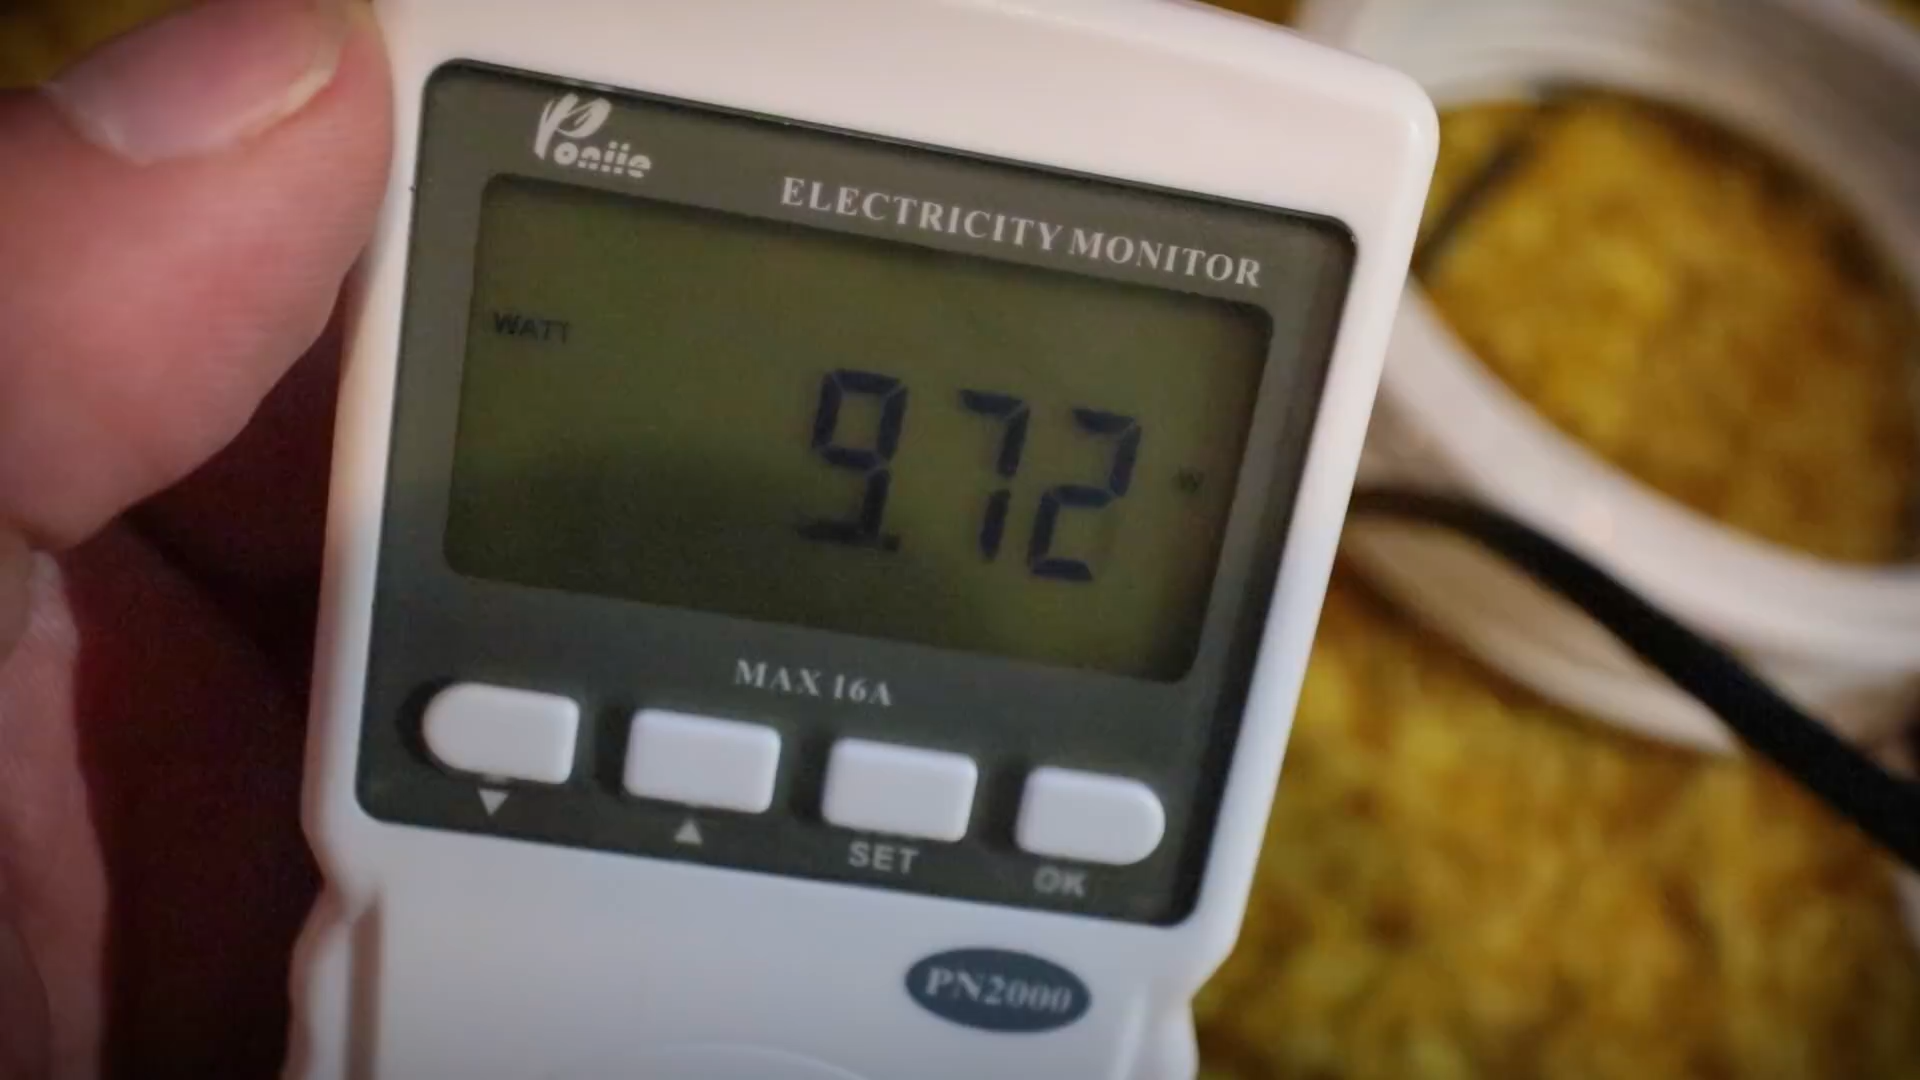 Poniie
ELECTRICITY MONITOR
WATT
9.72 W
MAX 16A
▼ ▲ SET OK
PN2000